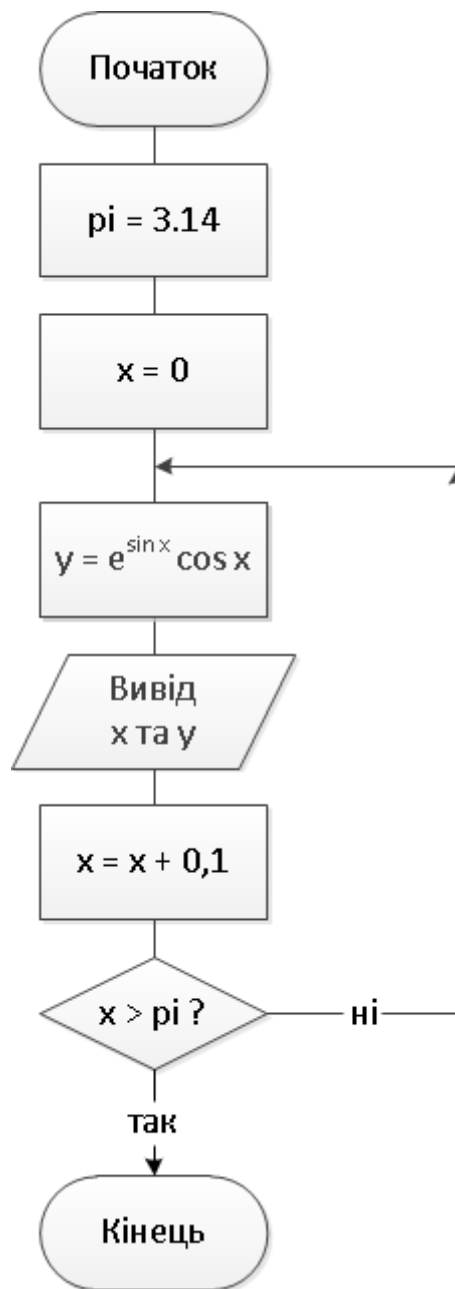 Початок
pi = 3.14
x = 0
y = e^sin x cos x
Вивід
x та y
x = x + 0,1
x > pi ?
ні
так
Кінець